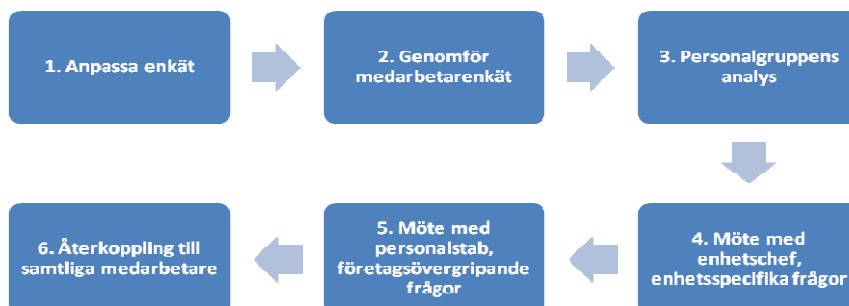 1. Anpassa enkät
2. Genomför
medarbetarenkät
3. Personalgruppens
analys
4. Möte med
enhetschef,
enhetsspecifika frågor
5. Möte med
personalstab,
företagsövergripande
frågor
6. Återkoppling till
samtliga medarbetare